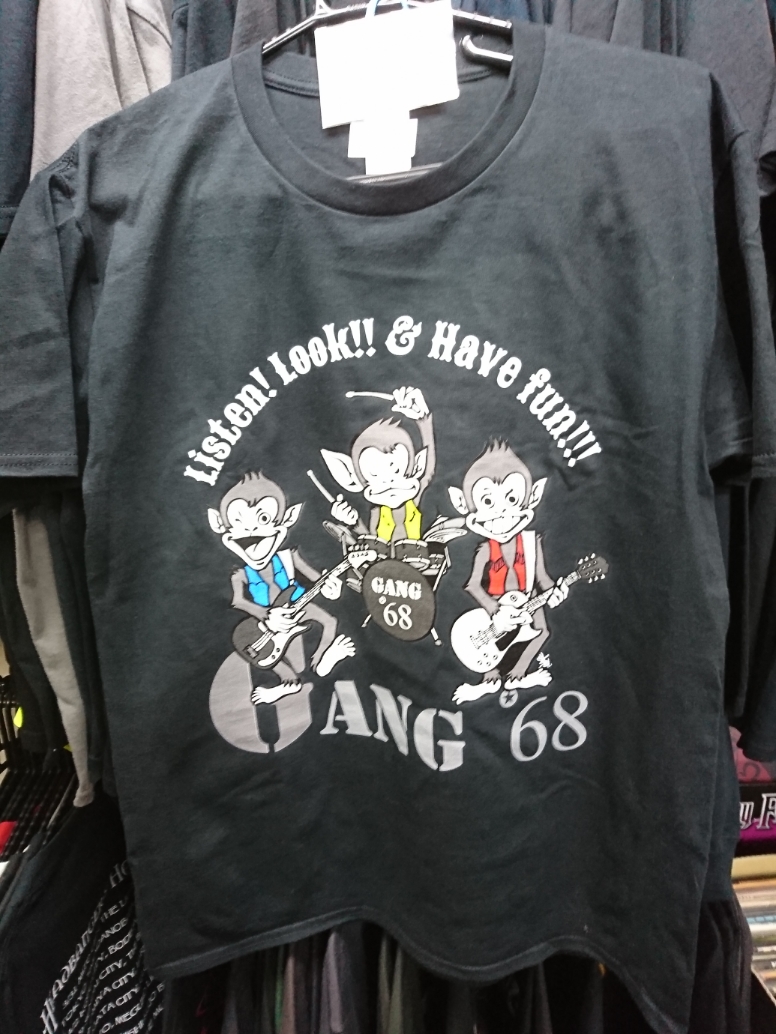 Listen! Look!! & Have fun!!!
GANG
'68
GANG '68